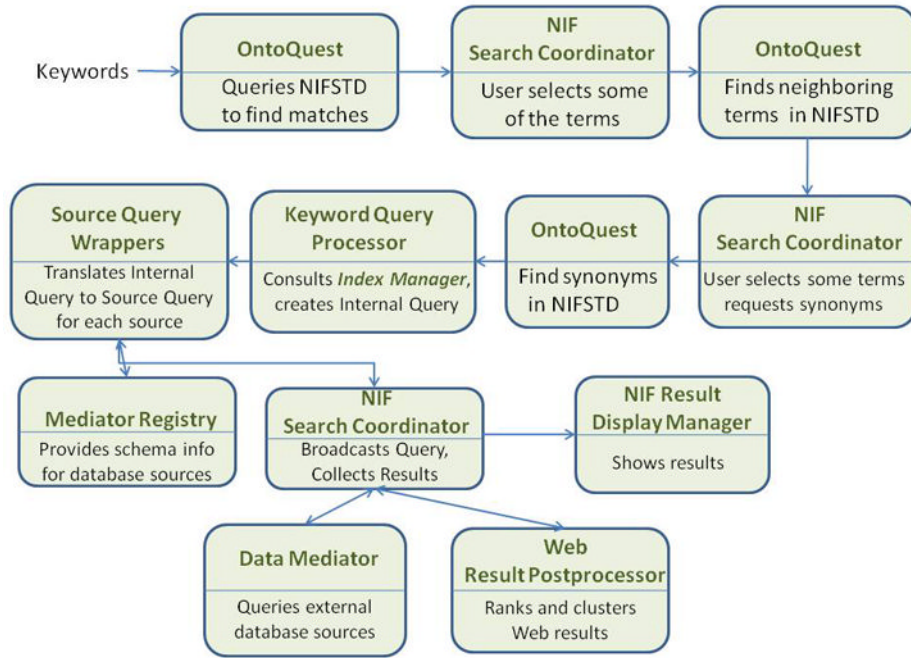 Keywords
OntoQuest
Queries NIFSTD
to find matches
NIF
Search Coordinator
User selects some
of the terms
OntoQuest
Finds neighboring
terms in NIFSTD
Source Query
Wrappers
Translates Internal
Query to Source Query
for each source
Keyword Query
Processor
Consults Index Manager,
creates Internal Query
OntoQuest
Find synonyms
in NIFSTD
NIF
Search Coordinator
User selects some terms
requests synonyms
Mediator Registry
Provides schema info
for database sources
NIF
Search Coordinator
Broadcasts Query,
Collects Results
NIF Result
Display Manager
Shows results
Data Mediator
Queries external
database sources
Web
Result Postprocessor
Ranks and clusters
Web results